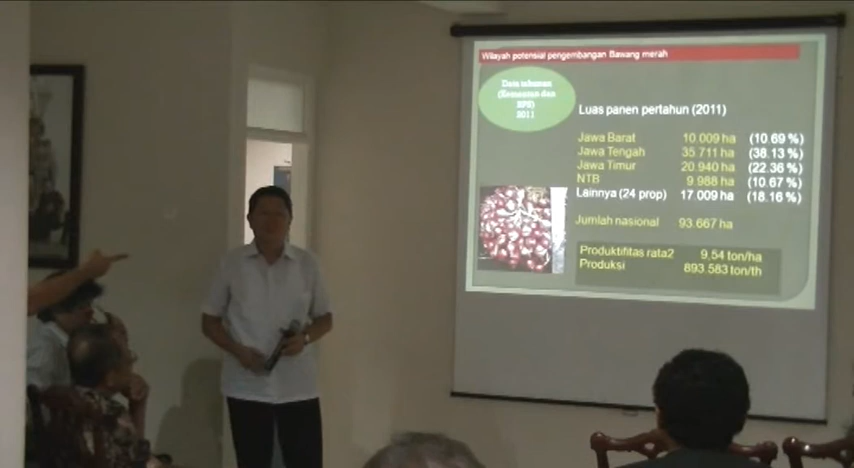 Wilayah potensial pengembangan Bawang merah
Data tahunan
(Kementan dan
BPS)
2011
Luas panen pertahun (2011)
Jawa Barat 10.009 ha (10.69 %)
Jawa Tengah 35.711 ha (38.13 %)
Jawa Timur 20.940 ha (22.36 %)
NTB 9.988 ha (10.67 %)
Lainnya (24 prop) 17.009 ha (18.16 %)
Jumlah nasional 93.667 ha
Produktifitas rata2 9,54 ton/ha
Produksi 893.583 ton/th